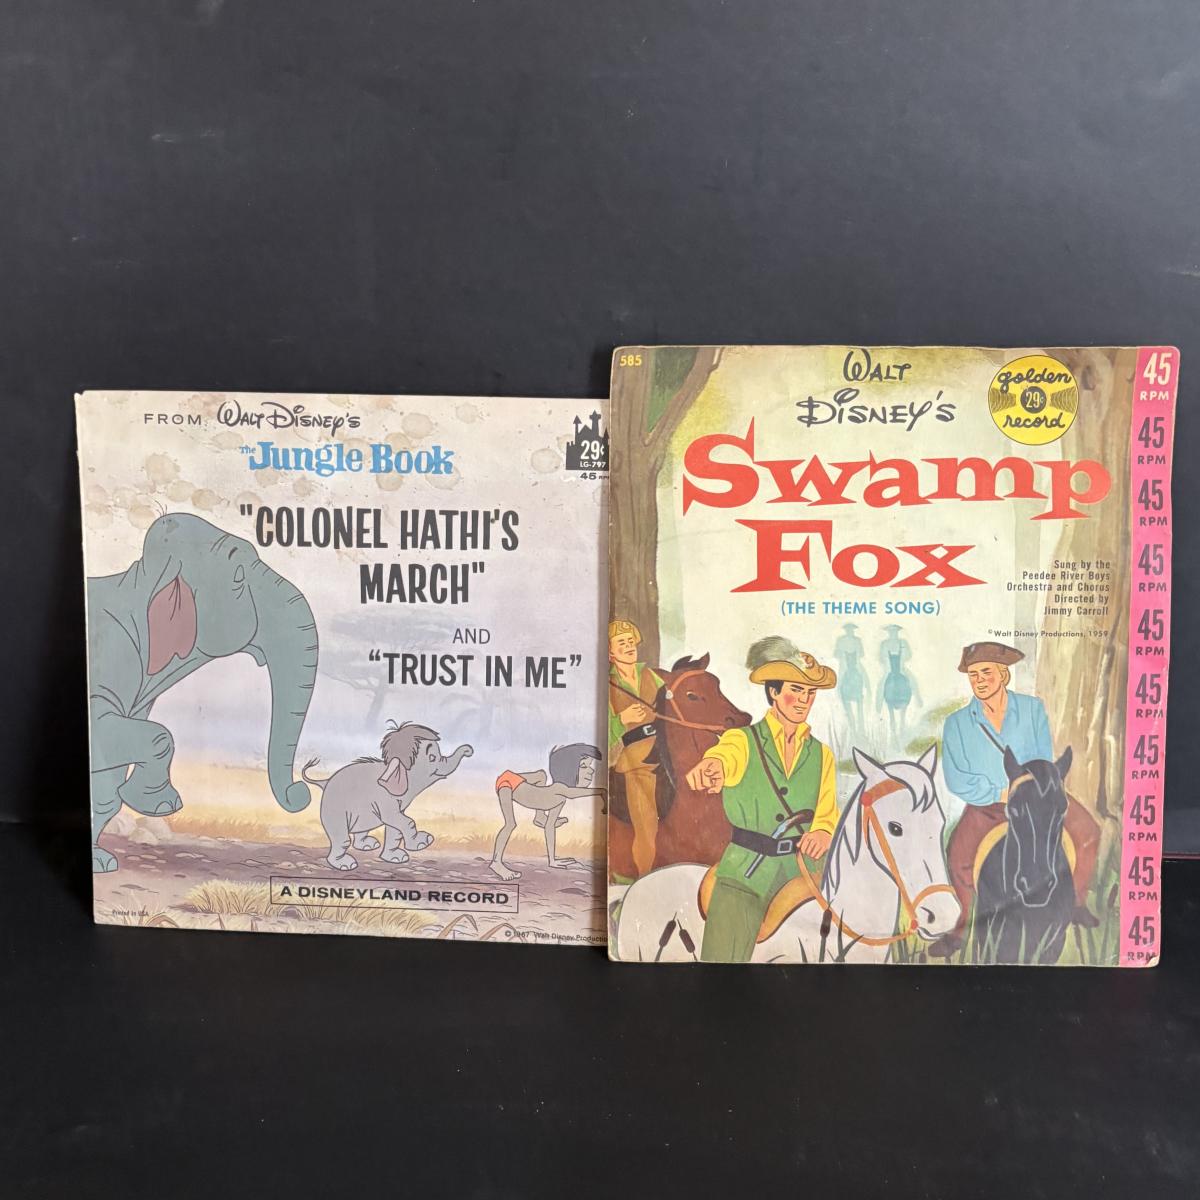 FROM Walt Disney's
The Jungle Book
29¢
LG-797
45 RPM
"COLONEL HATHI'S
MARCH"
AND
"TRUST IN ME"
A DISNEYLAND RECORD
Printed in USA
© 1967 Walt Disney Productio
585
Walt
Disney's
golden
29¢
record
Swamp
Fox
(THE THEME SONG)
Sung by the
Peedee River Boys
Orchestra and Chorus
Directed by
Jimmy Carroll
© Walt Disney Productions, 1959
45
RPM
45
RPM
45
RPM
45
RPM
45
RPM
45
RPM
45
RPM
45
RPM
45
RPM
45
RPM